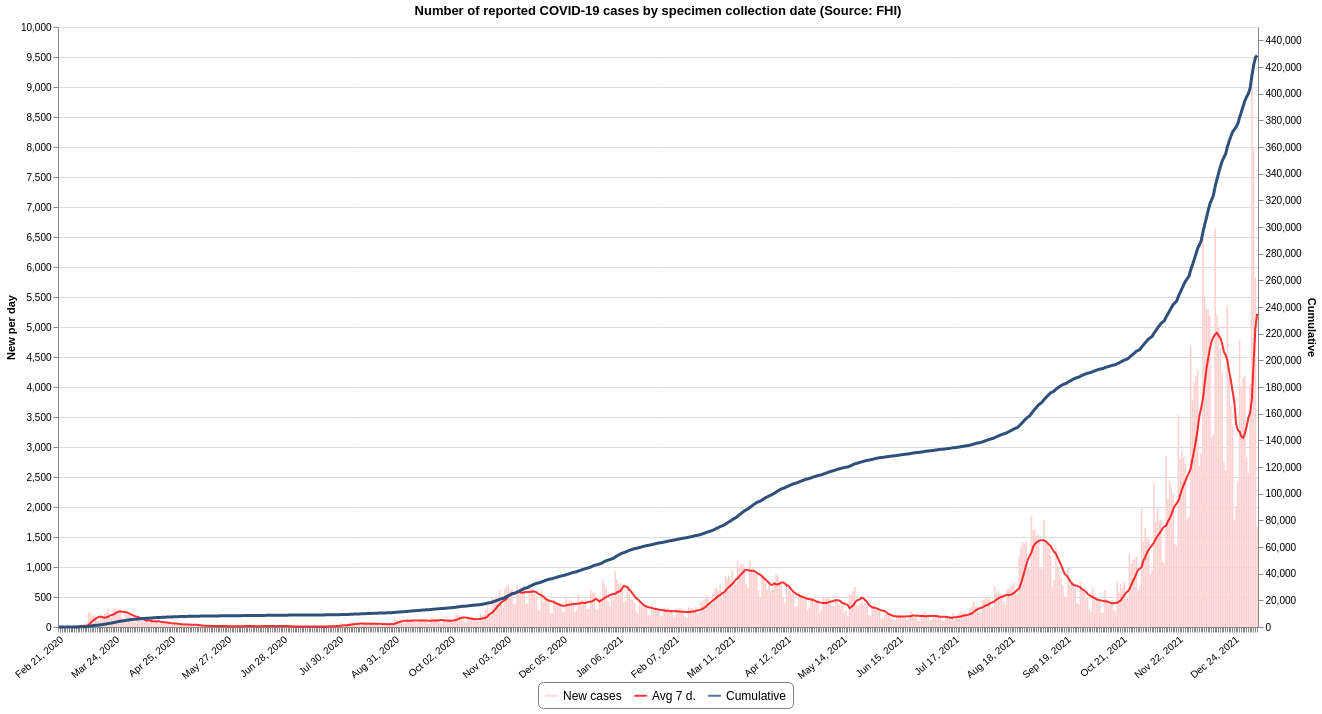 Number of reported COVID-19 cases by specimen collection date (Source: FHI)
New per day
10,000
9,500
9,000
8,500
8,000
7,500
7,000
6,500
6,000
5,500
5,000
4,500
4,000
3,500
3,000
2,500
2,000
1,500
1,000
500
0
440,000
420,000
400,000
380,000
360,000
340,000
320,000
300,000
280,000
260,000
240,000
220,000
200,000
180,000
160,000
140,000
120,000
100,000
80,000
60,000
40,000
20,000
0
Cumulative
Feb 21, 2020
Mar 24, 2020
Apr 25, 2020
May 27, 2020
Jun 28, 2020
Jul 30, 2020
Aug 31, 2020
Oct 02, 2020
Nov 03, 2020
Dec 05, 2020
Jan 06, 2021
Feb 07, 2021
Mar 11, 2021
Apr 12, 2021
May 14, 2021
Jun 15, 2021
Jul 17, 2021
Aug 18, 2021
Sep 19, 2021
Oct 21, 2021
Nov 22, 2021
Dec 24, 2021
New cases Avg 7 d. Cumulative